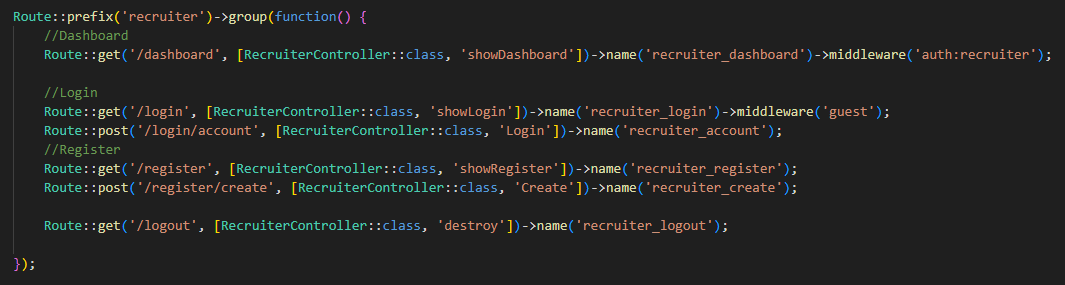 Route::prefix('recruiter')->group(function() {
//Dashboard
Route::get('/dashboard', [RecruiterController::class, 'showDashboard'])->name('recruiter_dashboard')->middleware('auth:recruiter');
//Login
Route::get('/login', [RecruiterController::class, 'showLogin'])->name('recruiter_login')->middleware('guest');
Route::post('/login/account', [RecruiterController::class, 'Login'])->name('recruiter_account');
//Register
Route::get('/register', [RecruiterController::class, 'showRegister'])->name('recruiter_register');
Route::post('/register/create', [RecruiterController::class, 'Create'])->name('recruiter_create');
Route::get('/logout', [RecruiterController::class, 'destroy'])->name('recruiter_logout');
});